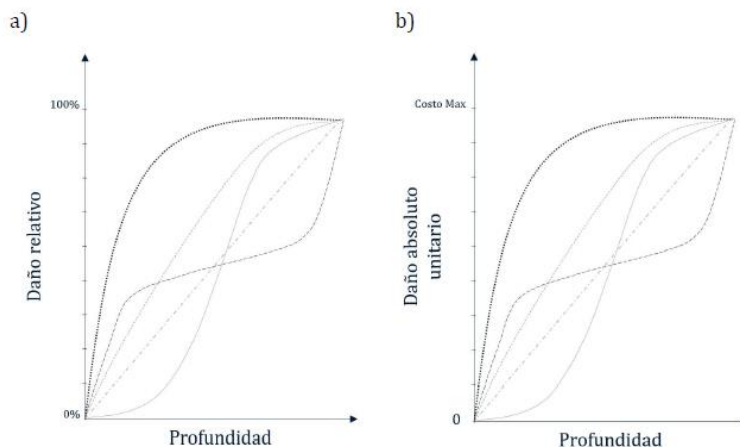 a)
100%
Daño relativo
0%
Profundidad
b)
Costo Max
Daño absoluto
unitario
0
Profundidad